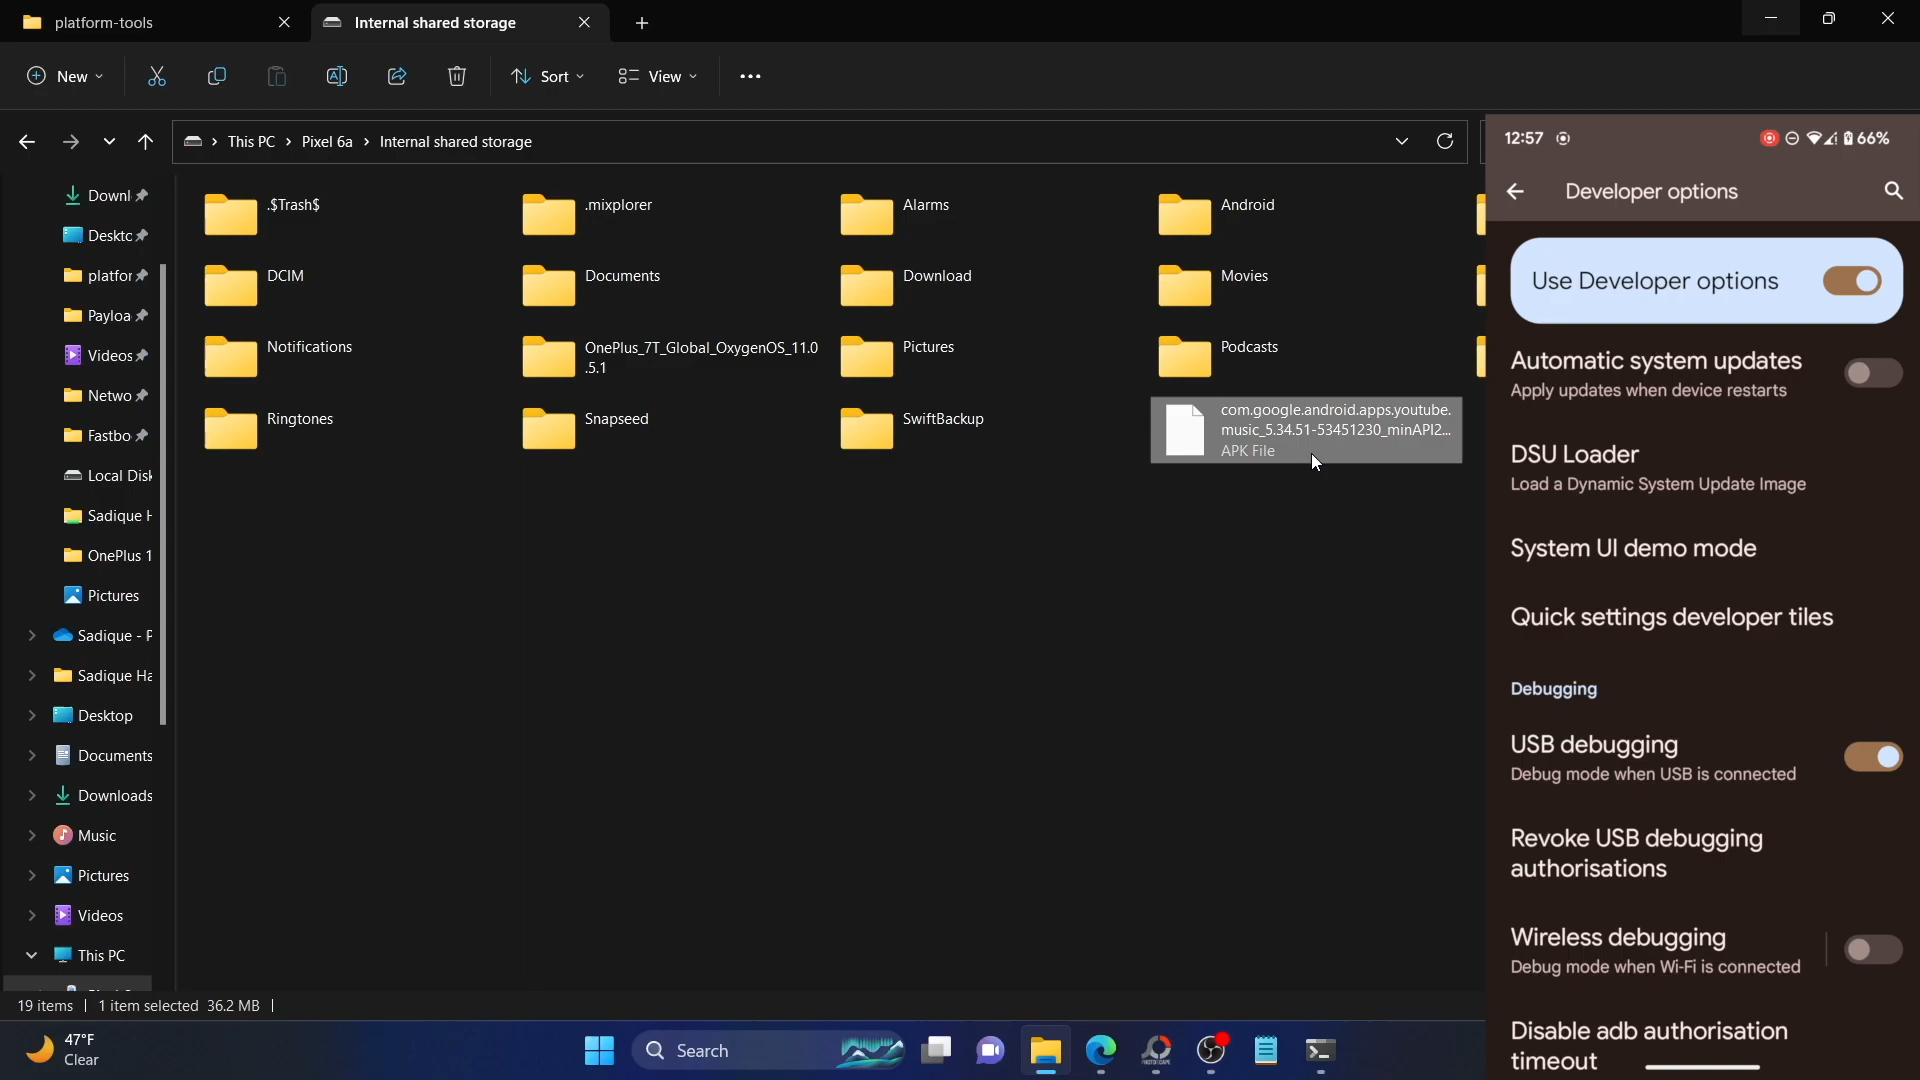 platform-tools
Internal shared storage
New
Sort
View
This PC > Pixel 6a > Internal shared storage
Downl
Deskto
platfor
Payloa
Videos
Netwo
Fastbo
Local Disk
Sadique H
OnePlus 1
Pictures
Sadique - P
Sadique Ha
Desktop
Documents
Downloads
Music
Pictures
Videos
This PC
.$Trash$
.mixplorer
Alarms
Android
DCIM
Documents
Download
Movies
Notifications
OnePlus_7T_Global_OxygenOS_11.0
.5.1
Pictures
Podcasts
Ringtones
Snapseed
SwiftBackup
com.google.android.apps.youtube.
music_5.34.51-53451230_minAPI2...
APK File
19 items
1 item selected 36.2 MB
12:57
66%
Developer options
Use Developer options
Automatic system updates
Apply updates when device restarts
DSU Loader
Load a Dynamic System Update Image
System UI demo mode
Quick settings developer tiles
Debugging
USB debugging
Debug mode when USB is connected
Revoke USB debugging
authorisations
Wireless debugging
Debug mode when Wi-Fi is connected
Disable adb authorisation
timeout
47°F
Clear
Search